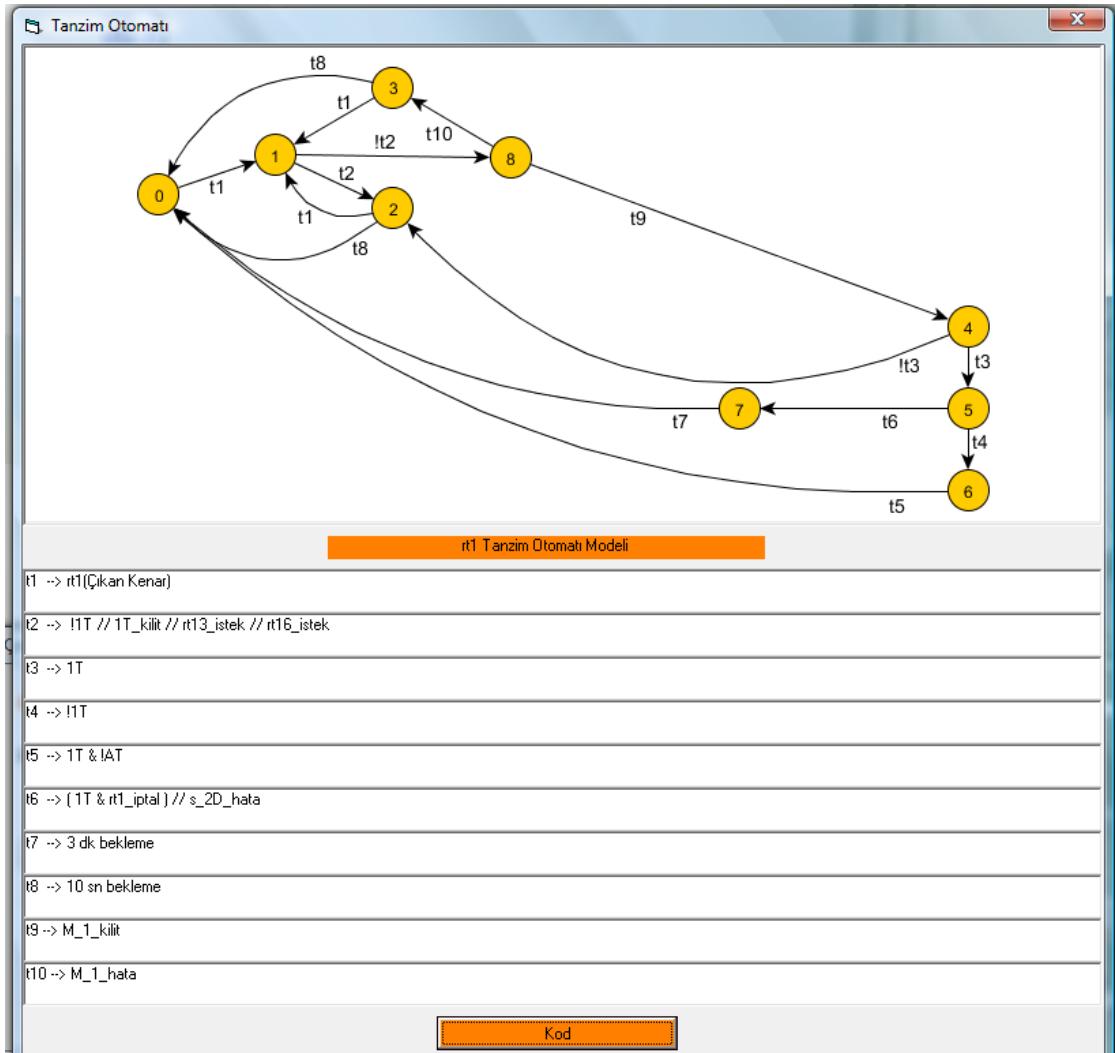 Tanzim Otomatı
t8
3
t1
t10
!t2
1
8
t1
t2
0
2
t1
t9
t8
4
!t3
t3
7
5
t7
t6
t4
6
t5
rt1 Tanzim Otomatı Modeli
t1 --> rt1(Çıkan Kenar)
t2 --> !1T // 1T_kilit // rt13_istek // rt16_istek
t3 --> 1T
t4 --> !1T
t5 --> 1T & !AT
t6 --> ( 1T & rt1_iptal ) // s_2D_hata
t7 --> 3 dk bekleme
t8 --> 10 sn bekleme
t9 --> M_1_kilit
t10 --> M_1_hata
Kod